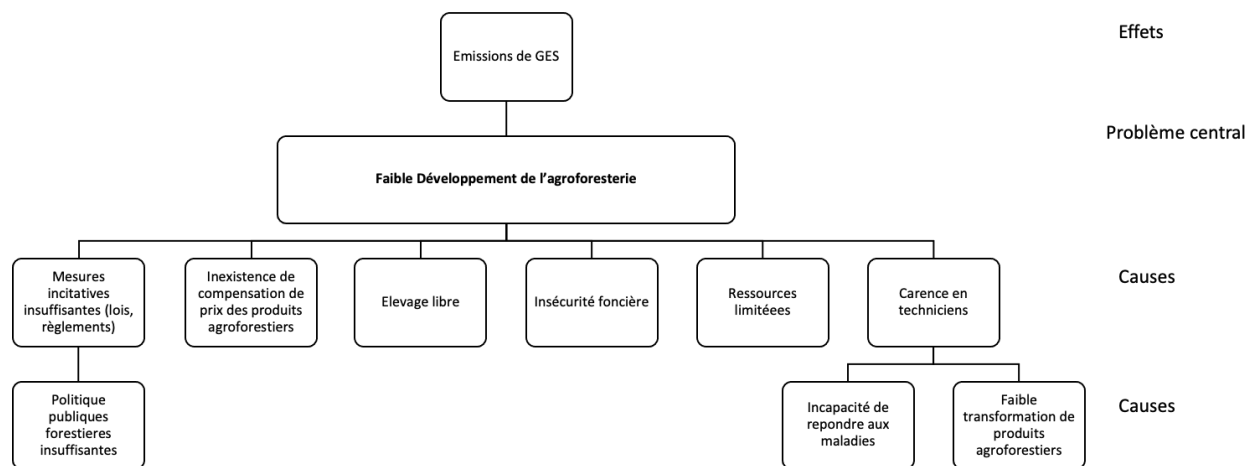 Emissions de GES
Effets
Problème central
Faible Développement de l’agroforesterie
Mesures
incitatives
insuffisantes (lois,
règlements)
Inexistence de
compensation de
prix des produits
agroforestiers
Elevage libre
Insécurité foncière
Ressources
limitéees
Carence en
techniciens
Causes
Politique
publiques
forestieres
insuffisantes
Incapacité de
repondre aux
maladies
Faible
transformation de
produits
agroforestiers
Causes